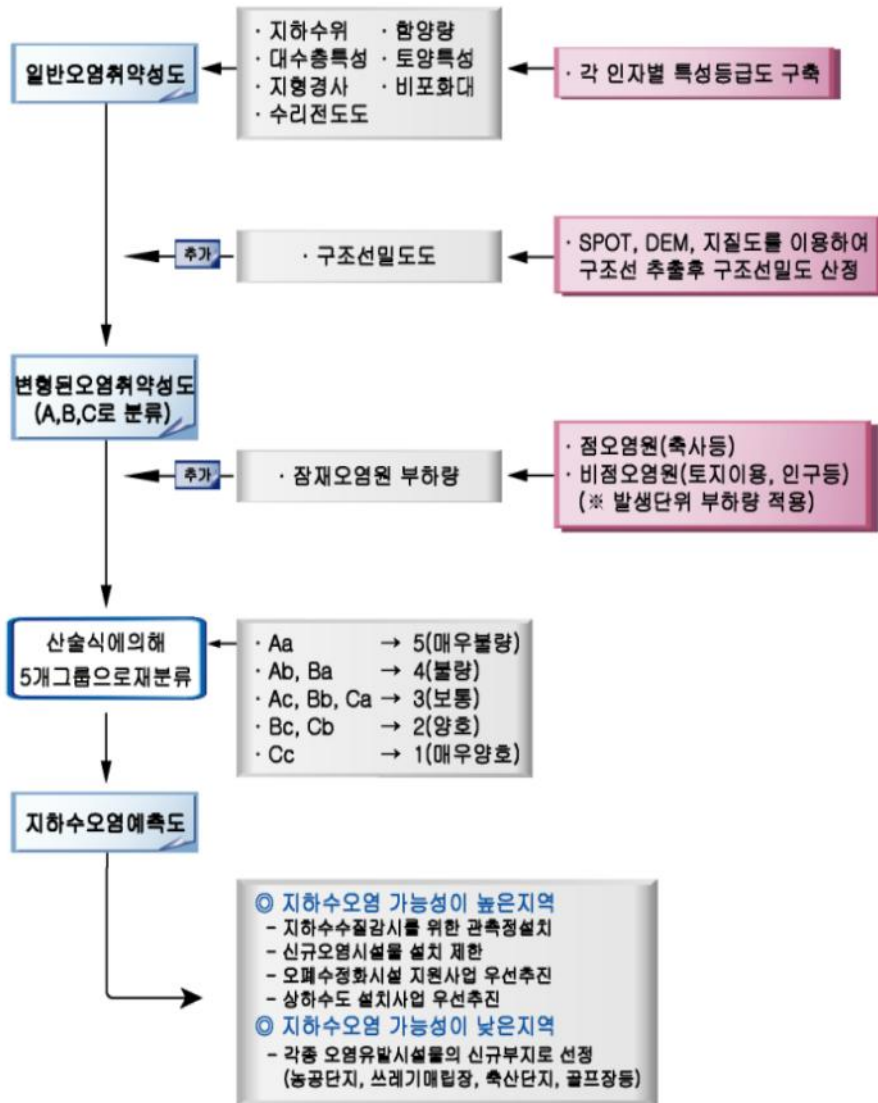 일반오염취약성도
· 지하수위 · 함양량
· 대수층특성 · 토양특성
· 지형경사 · 비포화대
· 수리전도도
· 각 인자별 특성등급도 구축
추가
· 구조선밀도도
· SPOT, DEM, 지질도를 이용하여
구조선 추출후 구조선밀도 산정
변형된오염취약성도
(A,B,C로 분류)
추가
· 잠재오염원 부하량
· 점오염원(축사등)
· 비점오염원(토지이용, 인구등)
(※ 발생단위 부하량 적용)
산술식에의해
5개그룹으로재분류
· Aa → 5(매우불량)
· Ab, Ba → 4(불량)
· Ac, Bb, Ca → 3(보통)
· Bc, Cb → 2(양호)
· Cc → 1(매우양호)
지하수오염예측도
◎ 지하수오염 가능성이 높은지역
- 지하수수질감시를 위한 관측정설치
- 신규오염시설물 설치 제한
- 오폐수정화시설 지원사업 우선추진
- 상하수도 설치사업 우선추진
◎ 지하수오염 가능성이 낮은지역
- 각종 오염유발시설물의 신규부지로 선정
(농공단지, 쓰레기매립장, 축산단지, 골프장등)